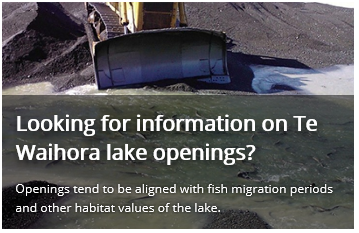 Looking for information on Te
Waihora lake openings?
Openings tend to be aligned with fish migration periods
and other habitat values of the lake.